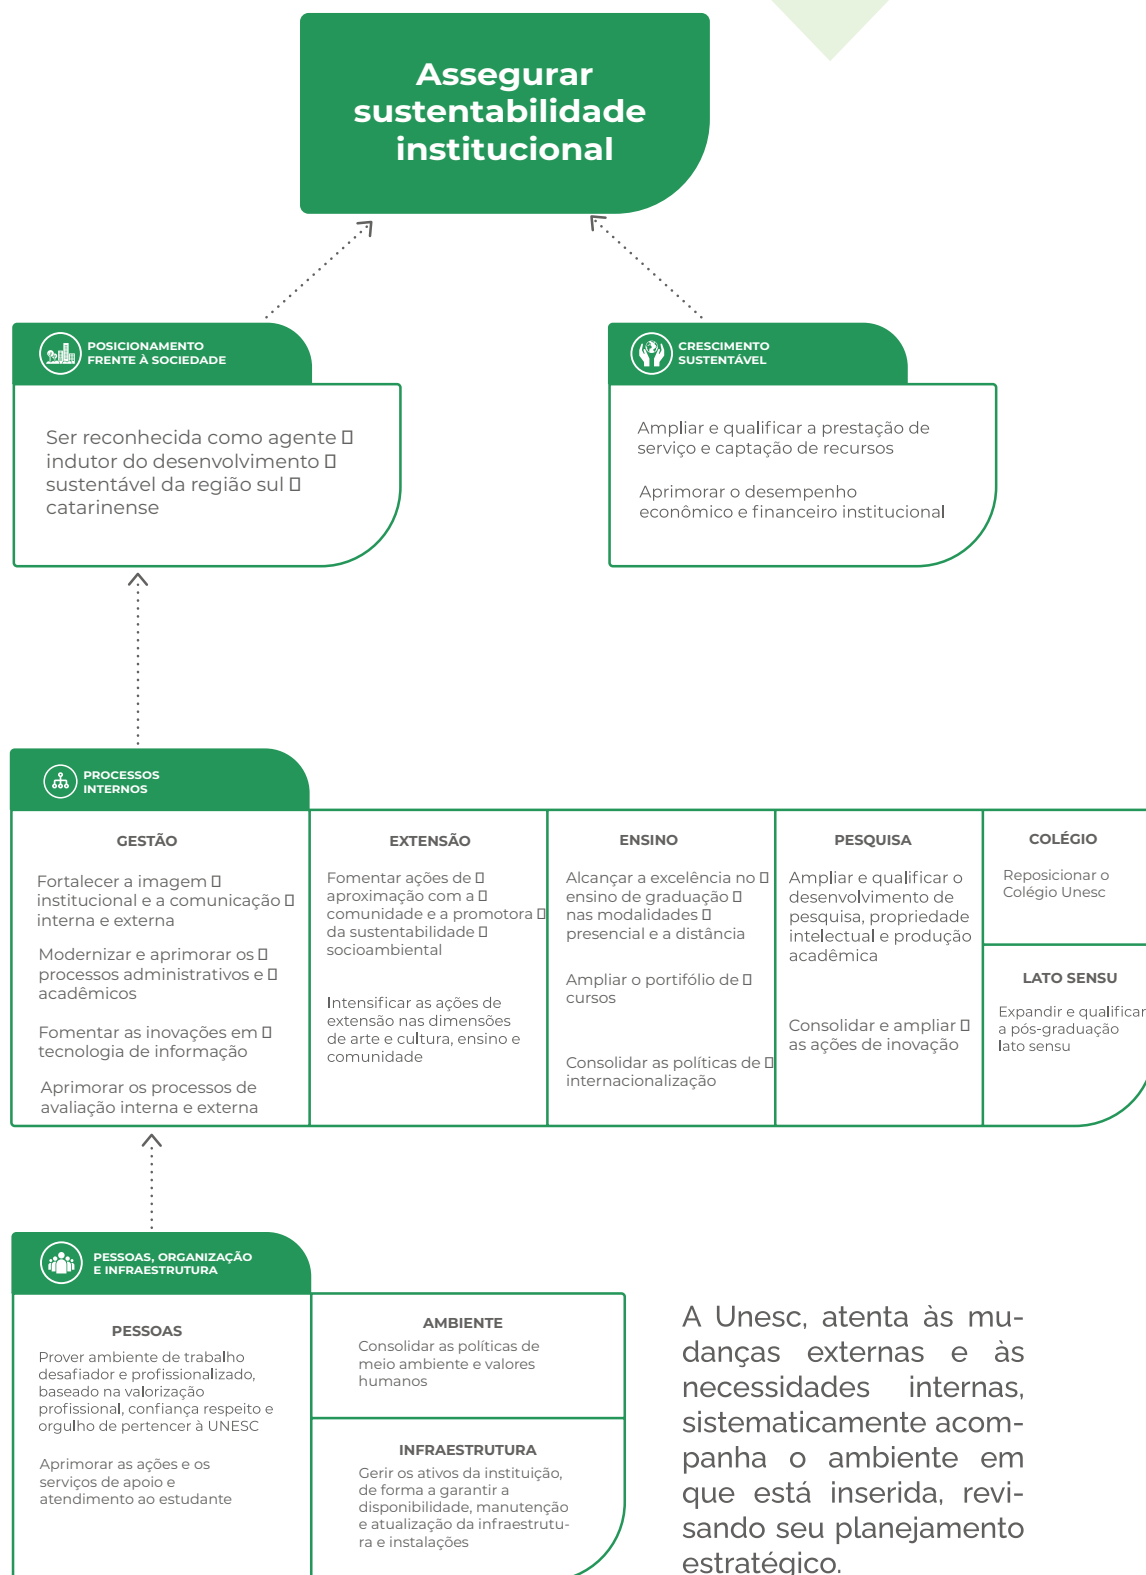 Assegurar
sustentabilidade
institucional
POSICIONAMENTO
FRENTE À SOCIEDADE
Ser reconhecida como agente
indutor do desenvolvimento
sustentável da região sul
catarinense
CRESCIMENTO
SUSTENTÁVEL
Ampliar e qualificar a prestação de
serviço e captação de recursos
Aprimorar o desempenho
econômico e financeiro institucional
PROCESSOS
INTERNOS
GESTÃO
Fortalecer a imagem
institucional e a comunicação
interna e externa
Modernizar e aprimorar os
processos administrativos e
acadêmicos
Fomentar as inovações em
tecnologia de informação
Aprimorar os processos de
avaliação interna e externa
EXTENSÃO
Fomentar ações de
aproximação com a
comunidade e a promotora
da sustentabilidade
socioambiental
Intensificar as ações de
extensão nas dimensões
de arte e cultura, ensino e
comunidade
ENSINO
Alcançar a excelência no
ensino de graduação
nas modalidades
presencial e a distância
Ampliar o portifólio de
cursos
Consolidar as políticas de
internacionalização
PESQUISA
Ampliar e qualificar o
desenvolvimento de
pesquisa, propriedade
intelectual e produção
acadêmica
Consolidar e ampliar
as ações de inovação
COLÉGIO
Reposicionar o
Colégio Unesc
LATO SENSU
Expandir e qualificar
a pós-graduação
lato sensu
PESSOAS, ORGANIZAÇÃO
E INFRAESTRUTURA
PESSOAS
Prover ambiente de trabalho
desafiador e profissionalizado,
baseado na valorização
profissional, confiança respeito e
orgulho de pertencer à UNESC
Aprimorar as ações e os
serviços de apoio e
atendimento ao estudante
AMBIENTE
Consolidar as políticas de
meio ambiente e valores
humanos
INFRAESTRUTURA
Gerir os ativos da instituição,
de forma a garantir a
disponibilidade, manutenção
e atualização da infraestrutu-
ra e instalações
A Unesc, atenta às mu-
danças externas e às
necessidades internas,
sistematicamente acom-
panha o ambiente em
que está inserida, revi-
sando seu planejamento
estratégico.